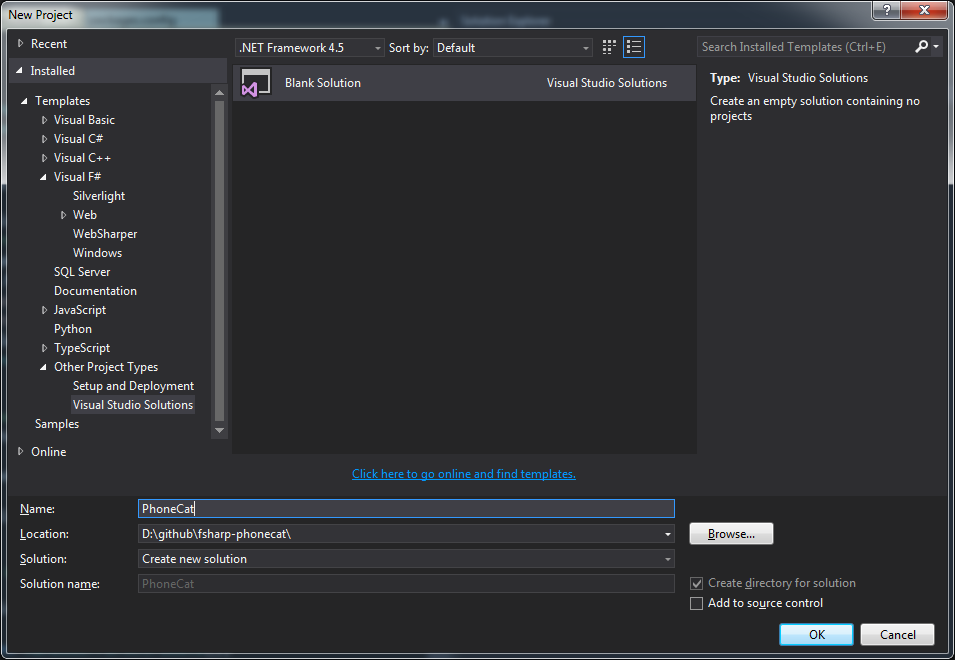 New Project
?
Recent
Installed
Templates
Visual Basic
Visual C#
Visual C++
Visual F#
Silverlight
Web
WebSharper
Windows
SQL Server
Documentation
JavaScript
Python
TypeScript
Other Project Types
Setup and Deployment
Visual Studio Solutions
Samples
Online
.NET Framework 4.5
Sort by: Default
Blank Solution Visual Studio Solutions
Click here to go online and find templates.
Search Installed Templates (Ctrl+E)
Type: Visual Studio Solutions
Create an empty solution containing no
projects
Name: PhoneCat
Location: D:\github\fsharp-phonecat\ Browse...
Solution: Create new solution
Solution name: PhoneCat
Create directory for solution
Add to source control
OK Cancel